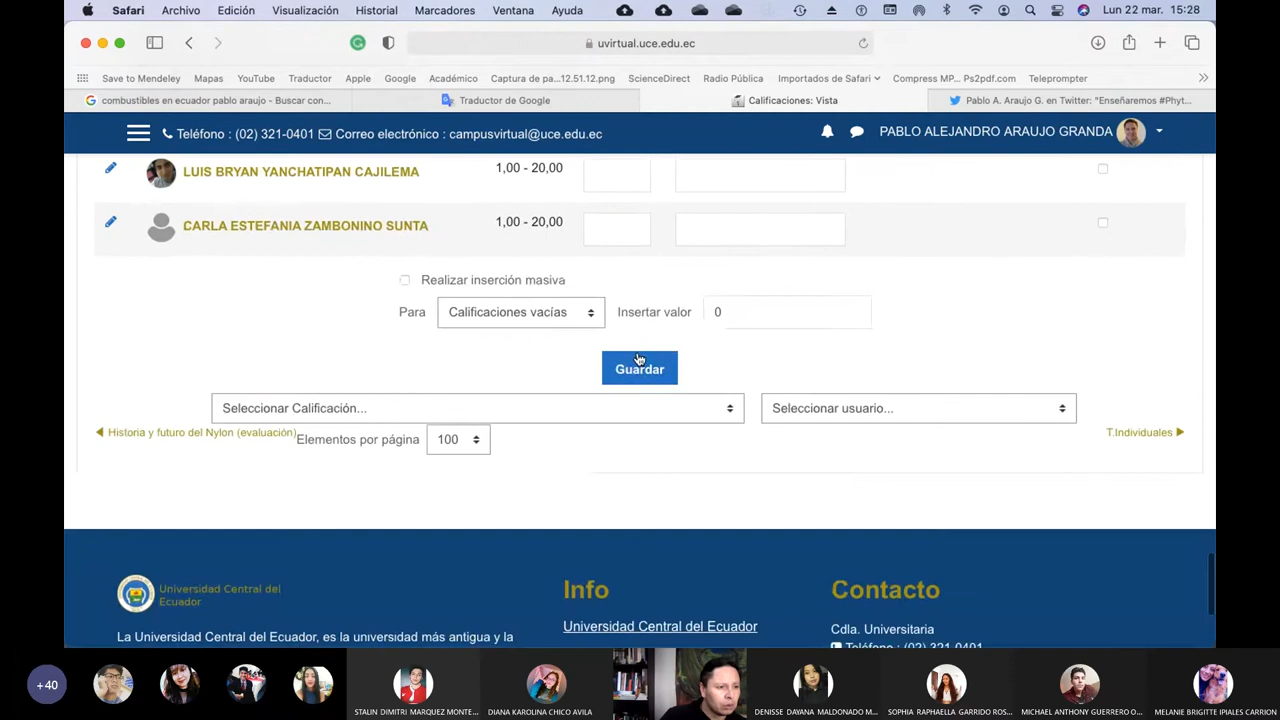 Safari Archivo Edición Visualización Historial Marcadores Ventana Ayuda Lun 22 mar. 15:28
uvirtual.uce.edu.ec
Save to Mendeley Mapas YouTube Traductor Apple Google Académico Captura de pa...12.51.12.png ScienceDirect Radio Pública Importados de Safari Compress MP... Ps2pdf.com Teleprompter
combustibles en ecuador pablo araujo - Buscar con... Traductor de Google Calificaciones: Vista Pablo A. Araujo G. en Twitter: "Enseñaremos #Phyt...
Teléfono : (02) 321-0401 Correo electrónico : campusvirtual@uce.edu.ec PABLO ALEJANDRO ARAUJO GRANDA
LUIS BRYAN YANCHATIPAN CAJILEMA 1,00 - 20,00
CARLA ESTEFANIA ZAMBONINO SUNTA 1,00 - 20,00
Realizar inserción masiva
Para Calificaciones vacías Insertar valor 0
Guardar
Seleccionar Calificación... Seleccionar usuario...
Historia y futuro del Nylon (evaluación) Elementos por página 100 T.Individuales
Universidad Central del
Ecuador
Info
Contacto
Universidad Central del Ecuador
Cdla. Universitaria
La Universidad Central del Ecuador, es la universidad más antigua y la
Teléfono : (02) 321-0401
+40
STALIN DIMITRI MARQUEZ MONTE... DIANA KAROLINA CHICO AVILA DENISSE DAYANA MALDONADO M... SOPHIA RAPHAELLA GARRIDO ROS... MICHAEL ANTHONY GUERRERO O... MELANIE BRIGITTE IPIALES CARRION